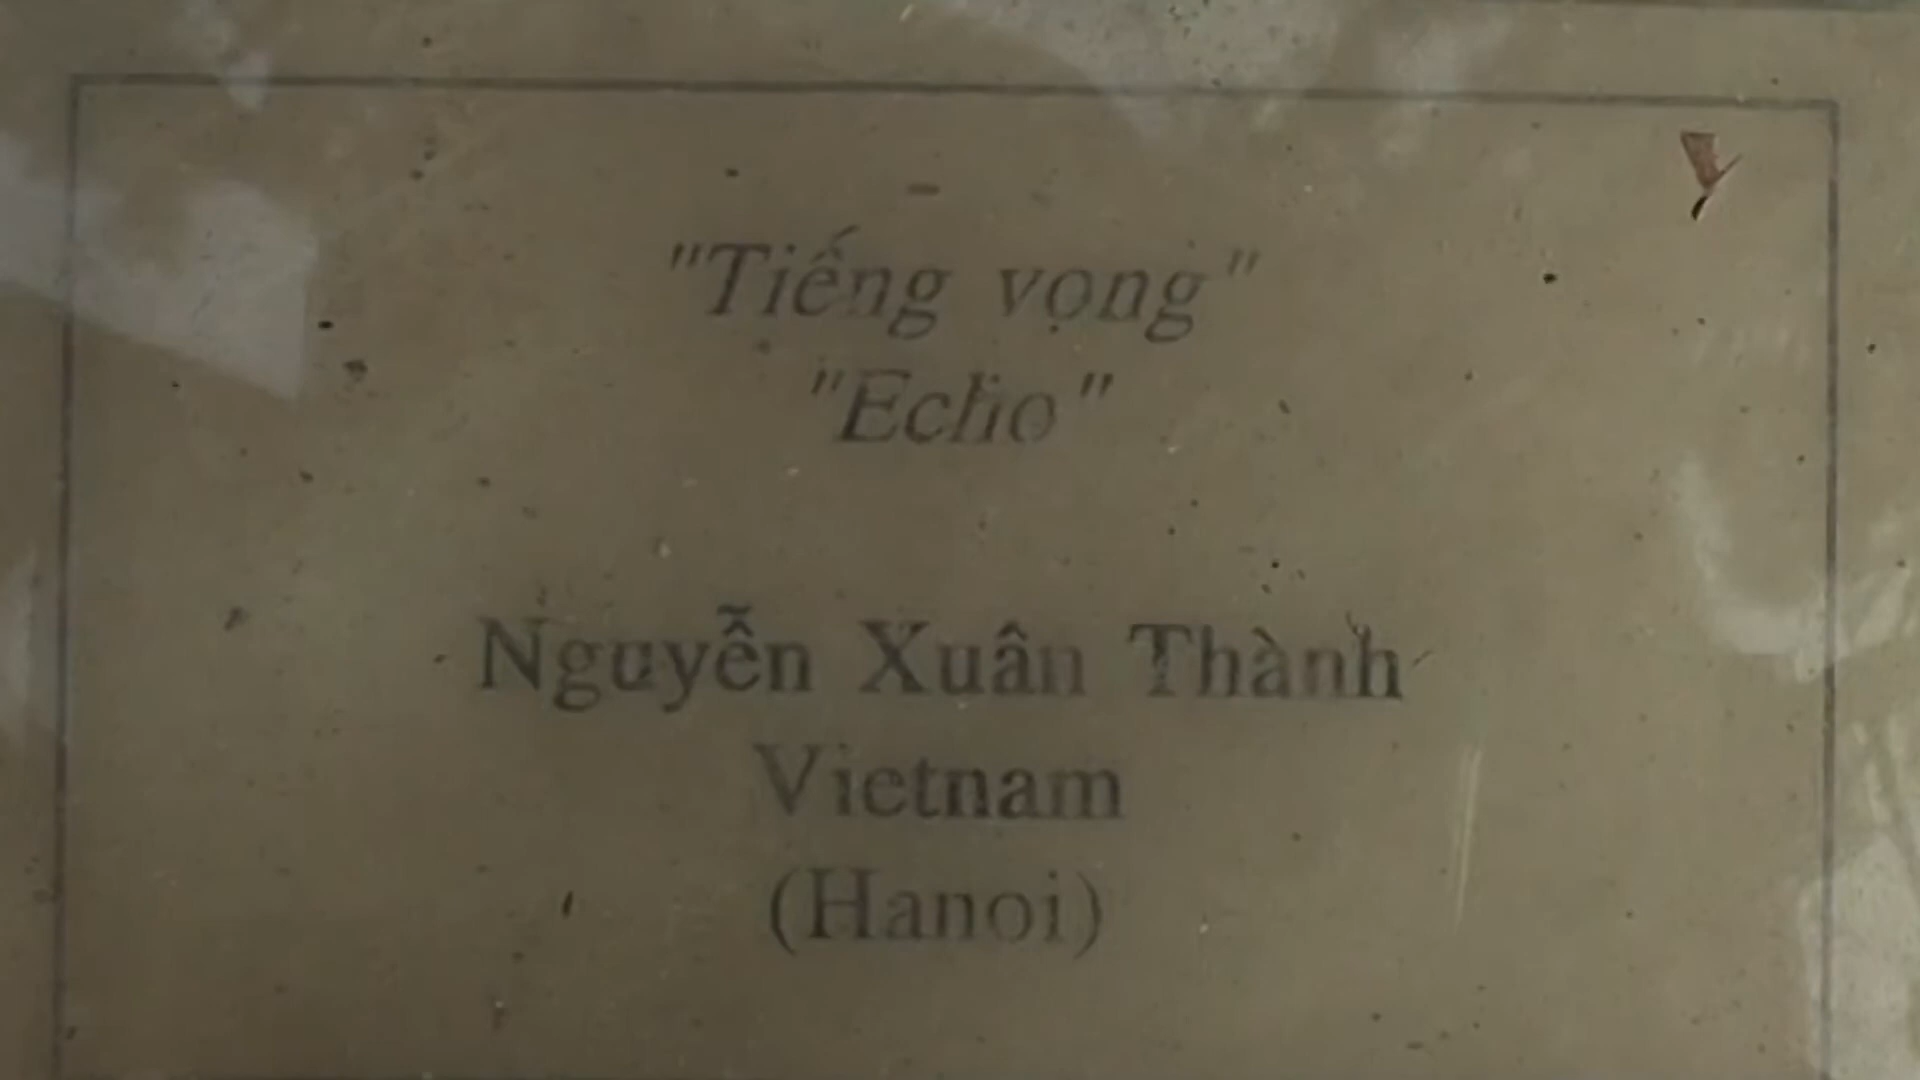 "Tiếng vọng"
"Echo"
Nguyễn Xuân Thành
Vietnam
(Hanoi)